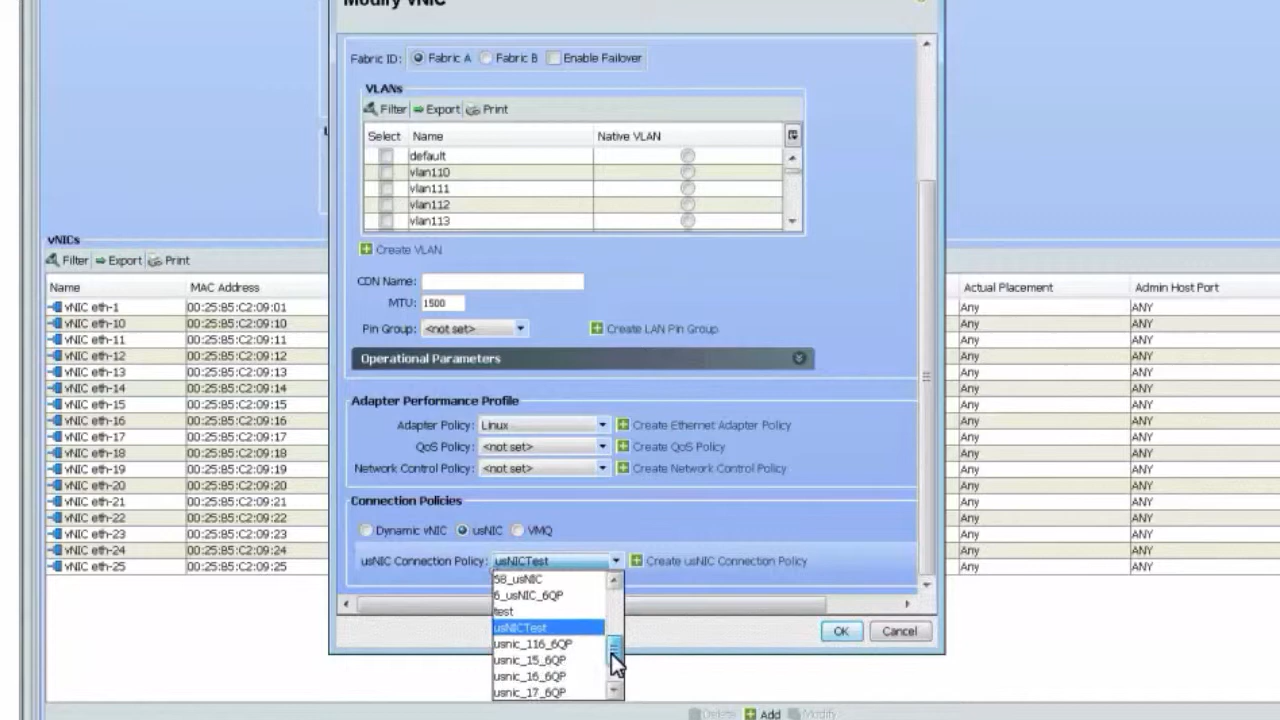 Modify vNIC
Fabric ID: Fabric A Fabric B Enable Failover
VLANs
Filter Export Print
Select Name Native VLAN
default
vlan110
vlan111
vlan112
vlan113
Create VLAN
CDN Name:
MTU: 1500
Pin Group: <not set> Create LAN Pin Group
Operational Parameters
Adapter Performance Profile
Adapter Policy: Linux Create Ethernet Adapter Policy
QoS Policy: <not set> Create QoS Policy
Network Control Policy: <not set> Create Network Control Policy
Connection Policies
Dynamic vNIC usNIC VMQ
usNIC Connection Policy: usNICTest Create usNIC Connection Policy
58_usNIC
6_usNIC_6QP
test
usNICTest
usnic_116_6QP
usnic_15_6QP
usnic_16_6QP
usnic_17_6QP
OK Cancel
vNICs
Filter Export Print
Name MAC Address Actual Placement Admin Host Port
vNIC eth-1 00:25:B5:C2:09:01 Any ANY
vNIC eth-10 00:25:B5:C2:09:10 Any ANY
vNIC eth-11 00:25:B5:C2:09:11 Any ANY
vNIC eth-12 00:25:B5:C2:09:12 Any ANY
vNIC eth-13 00:25:B5:C2:09:13 Any ANY
vNIC eth-14 00:25:B5:C2:09:14 Any ANY
vNIC eth-15 00:25:B5:C2:09:15 Any ANY
vNIC eth-16 00:25:B5:C2:09:16 Any ANY
vNIC eth-17 00:25:B5:C2:09:17 Any ANY
vNIC eth-18 00:25:B5:C2:09:18 Any ANY
vNIC eth-19 00:25:B5:C2:09:19 Any ANY
vNIC eth-20 00:25:B5:C2:09:20 Any ANY
vNIC eth-21 00:25:B5:C2:09:21 Any ANY
vNIC eth-22 00:25:B5:C2:09:22 Any ANY
vNIC eth-23 00:25:B5:C2:09:23 Any ANY
vNIC eth-24 00:25:B5:C2:09:24 Any ANY
vNIC eth-25 00:25:B5:C2:09:25 Any ANY
Delete Add Modify